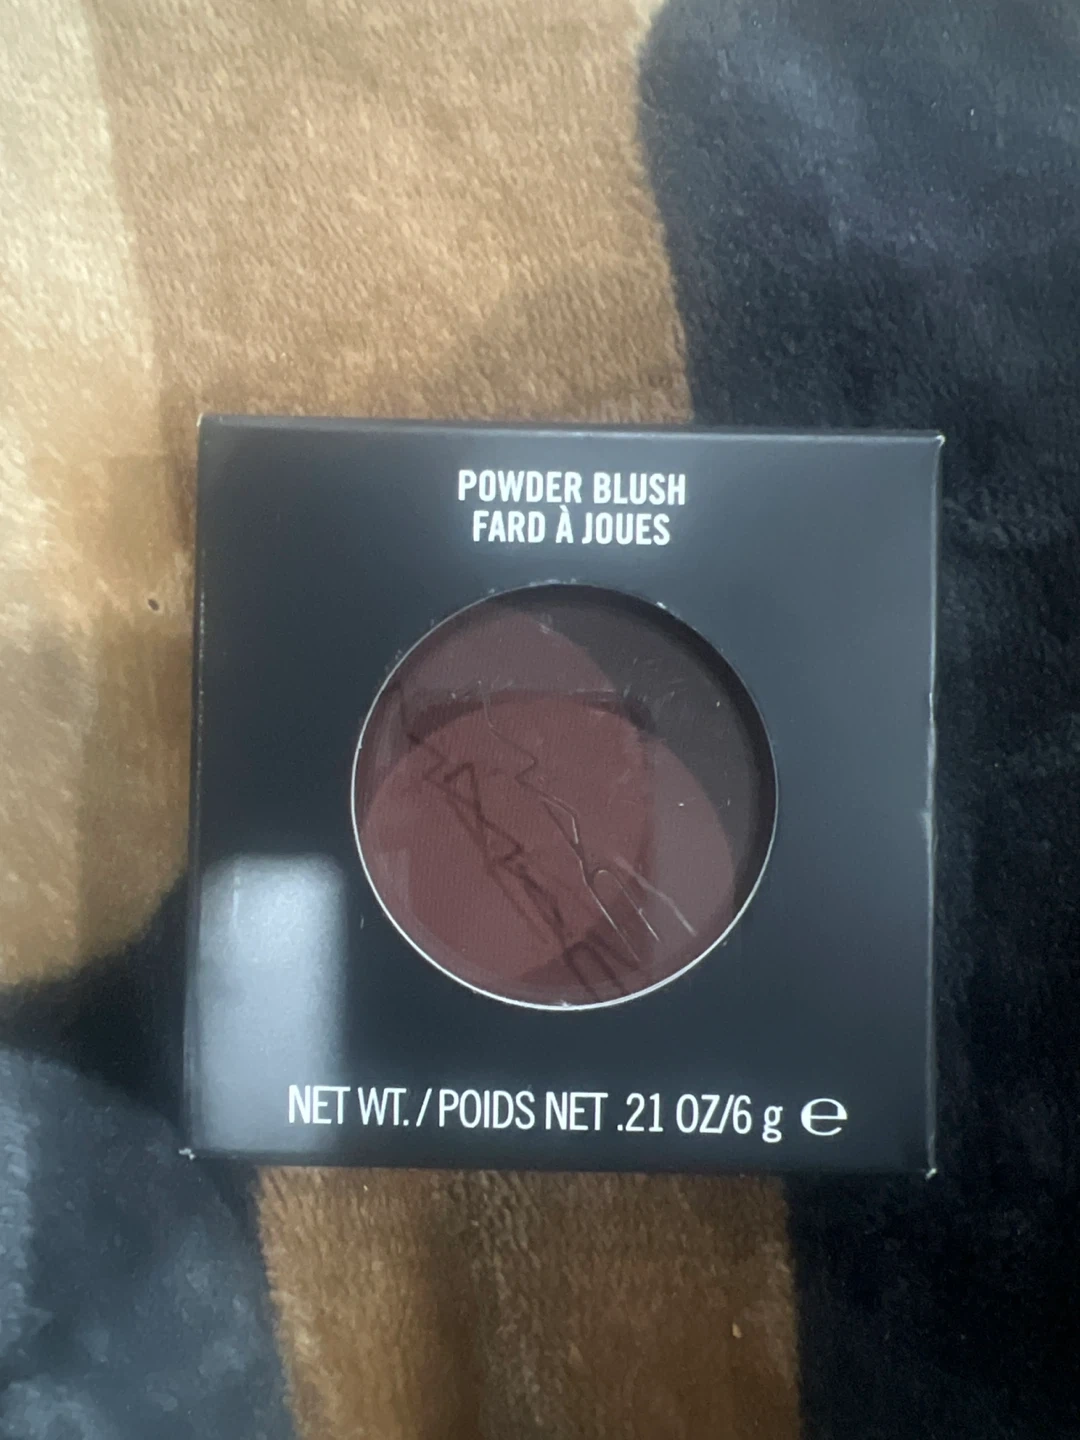 POWDER BLUSH
FARD À JOUES
NET WT. / POIDS NET .21 OZ/6 g ℮